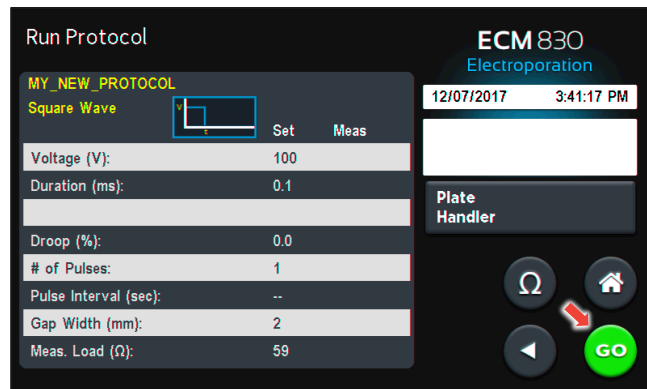 Run Protocol
ECM 830
Electroporation
MY_NEW_PROTOCOL
Square Wave
V
t
Set Meas
12/07/2017 3:41:17 PM
Voltage (V): 100
Duration (ms): 0.1
Plate
Handler
Droop (%): 0.0
# of Pulses: 1
Pulse Interval (sec): --
Gap Width (mm): 2
Meas. Load (Ω): 59
Ω
GO